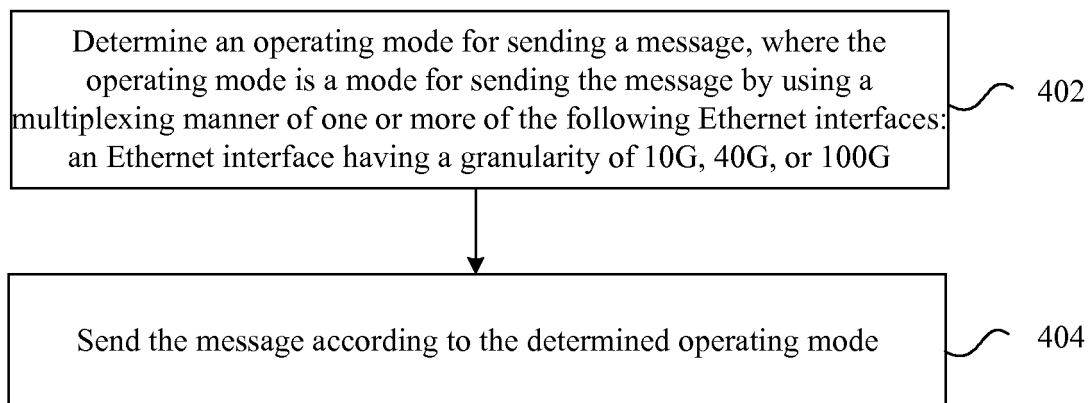 Determine an operating mode for sending a message, where the
operating mode is a mode for sending the message by using a
multiplexing manner of one or more of the following Ethernet interfaces:
an Ethernet interface having a granularity of 10G, 40G, or 100G
402
Send the message according to the determined operating mode
404